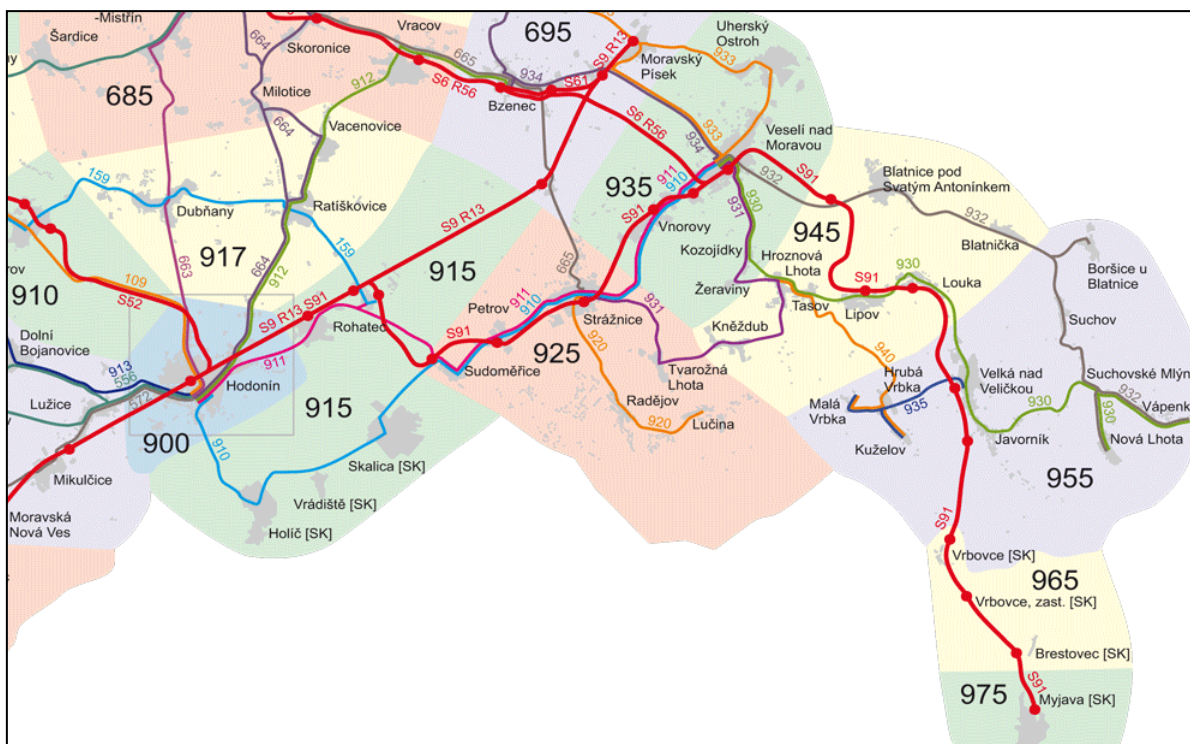 -Mistřín
Šardice
Vracov
Skoronice
664
665
695
S9 R13
Moravský
Písek
Uherský
Ostroh
933
912
S6 R56
934
S61
Bzenec
685
Milotice
664
Vacenovice
S6 R56
933
934
Veselí nad
Moravou
159
Dubňany
Ratíškovice
911
910
935
S91
932
S91
Blatnice pod
Svatým Antonínkem
S9 R13
Vnorovy
931
930
932
917
663
664
912
159
915
665
Kozojídky
945
Hroznová
Lhota
Blatnička
Boršice u
Blatnice
910
109
S52
S9 R13, S91
Petrov
911
910
Žeraviny
Tasov
S91
930
Lipov
Louka
Rohatec
S91
Strážnice
931
Kněždub
Suchov
Dolní
Bojanovice
913
556
572
911
Hodonín
Sudoměřice
925
920
Tvarožná
Lhota
940
Hrubá
Vrbka
Velká nad
Veličkou
Suchovské Mlýn
Lužice
915
Radějov
Malá
Vrbka
935
930
932
Vápenk
900
910
920
Lučina
Kuželov
Javorník
930
Nová Lhota
Mikulčice
Skalica [SK]
955
Vrádiště [SK]
Moravská
Nová Ves
Holíč [SK]
S91
Vrbovce [SK]
965
Vrbovce, zast. [SK]
Brestovec [SK]
975
S91
Myjava [SK]